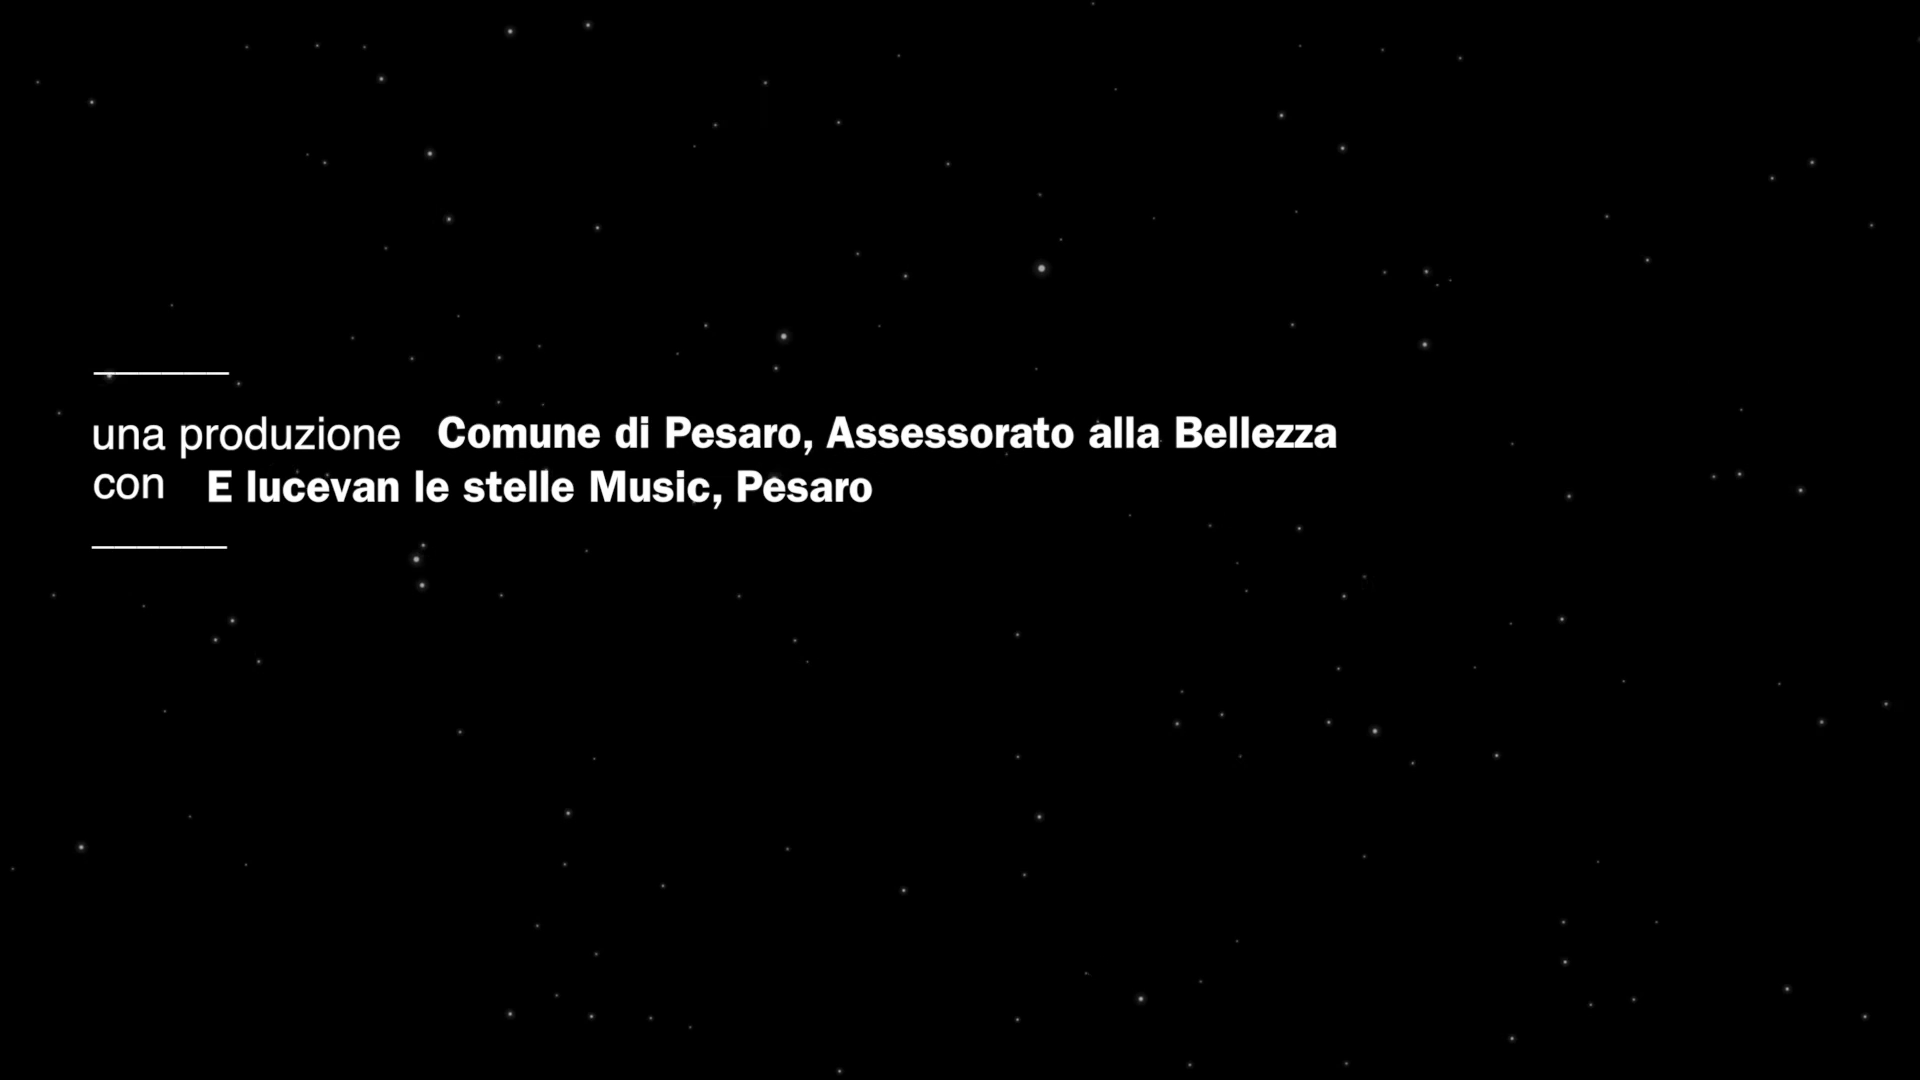 una produzione Comune di Pesaro, Assessorato alla Bellezza
con E lucevan le stelle Music, Pesaro